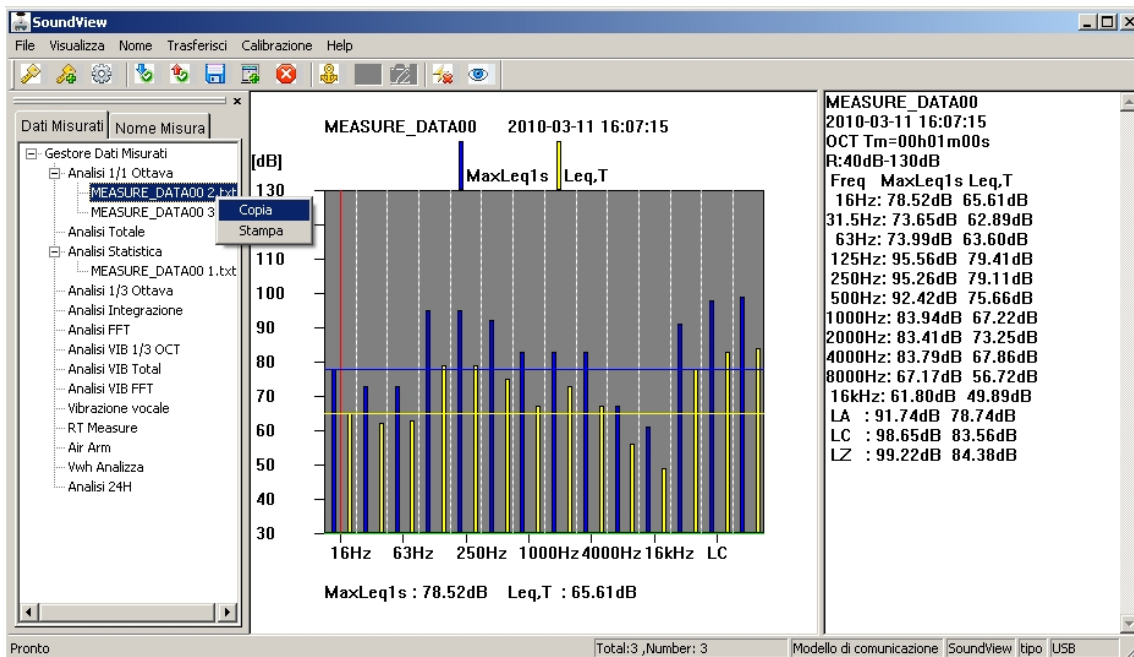 SoundView
File Visualizza Nome Trasferisci Calibrazione Help
Dati Misurati Nome Misura
Gestore Dati Misurati
Analisi 1/1 Ottava
MEASURE_DATA00 2.txt
MEASURE_DATA00 3
Copia
Stampa
Analisi Totale
Analisi Statistica
MEASURE_DATA00 1.txt
Analisi 1/3 Ottava
Analisi Integrazione
Analisi FFT
Analisi VIB 1/3 OCT
Analisi VIB Total
Analisi VIB FFT
Vibrazione vocale
RT Measure
Air Arm
Vwh Analizza
Analisi 24H
MEASURE_DATA00 2010-03-11 16:07:15
[dB]
MaxLeq1s Leq,T
130
110
100
90
80
70
60
50
40
30
16Hz 63Hz 250Hz 1000Hz 4000Hz 16kHz LC
MaxLeq1s : 78.52dB Leq,T : 65.61dB
MEASURE_DATA00
2010-03-11 16:07:15
OCT Tm=00h01m00s
R:40dB-130dB
Freq MaxLeq1s Leq,T
16Hz: 78.52dB 65.61dB
31.5Hz: 73.65dB 62.89dB
63Hz: 73.99dB 63.60dB
125Hz: 95.56dB 79.41dB
250Hz: 95.26dB 79.11dB
500Hz: 92.42dB 75.66dB
1000Hz: 83.94dB 67.22dB
2000Hz: 83.41dB 73.25dB
4000Hz: 83.79dB 67.86dB
8000Hz: 67.17dB 56.72dB
16kHz: 61.80dB 49.89dB
LA : 91.74dB 78.74dB
LC : 98.65dB 83.56dB
LZ : 99.22dB 84.38dB
Pronto
Total:3 ,Number: 3
Modello di comunicazione SoundView tipo USB